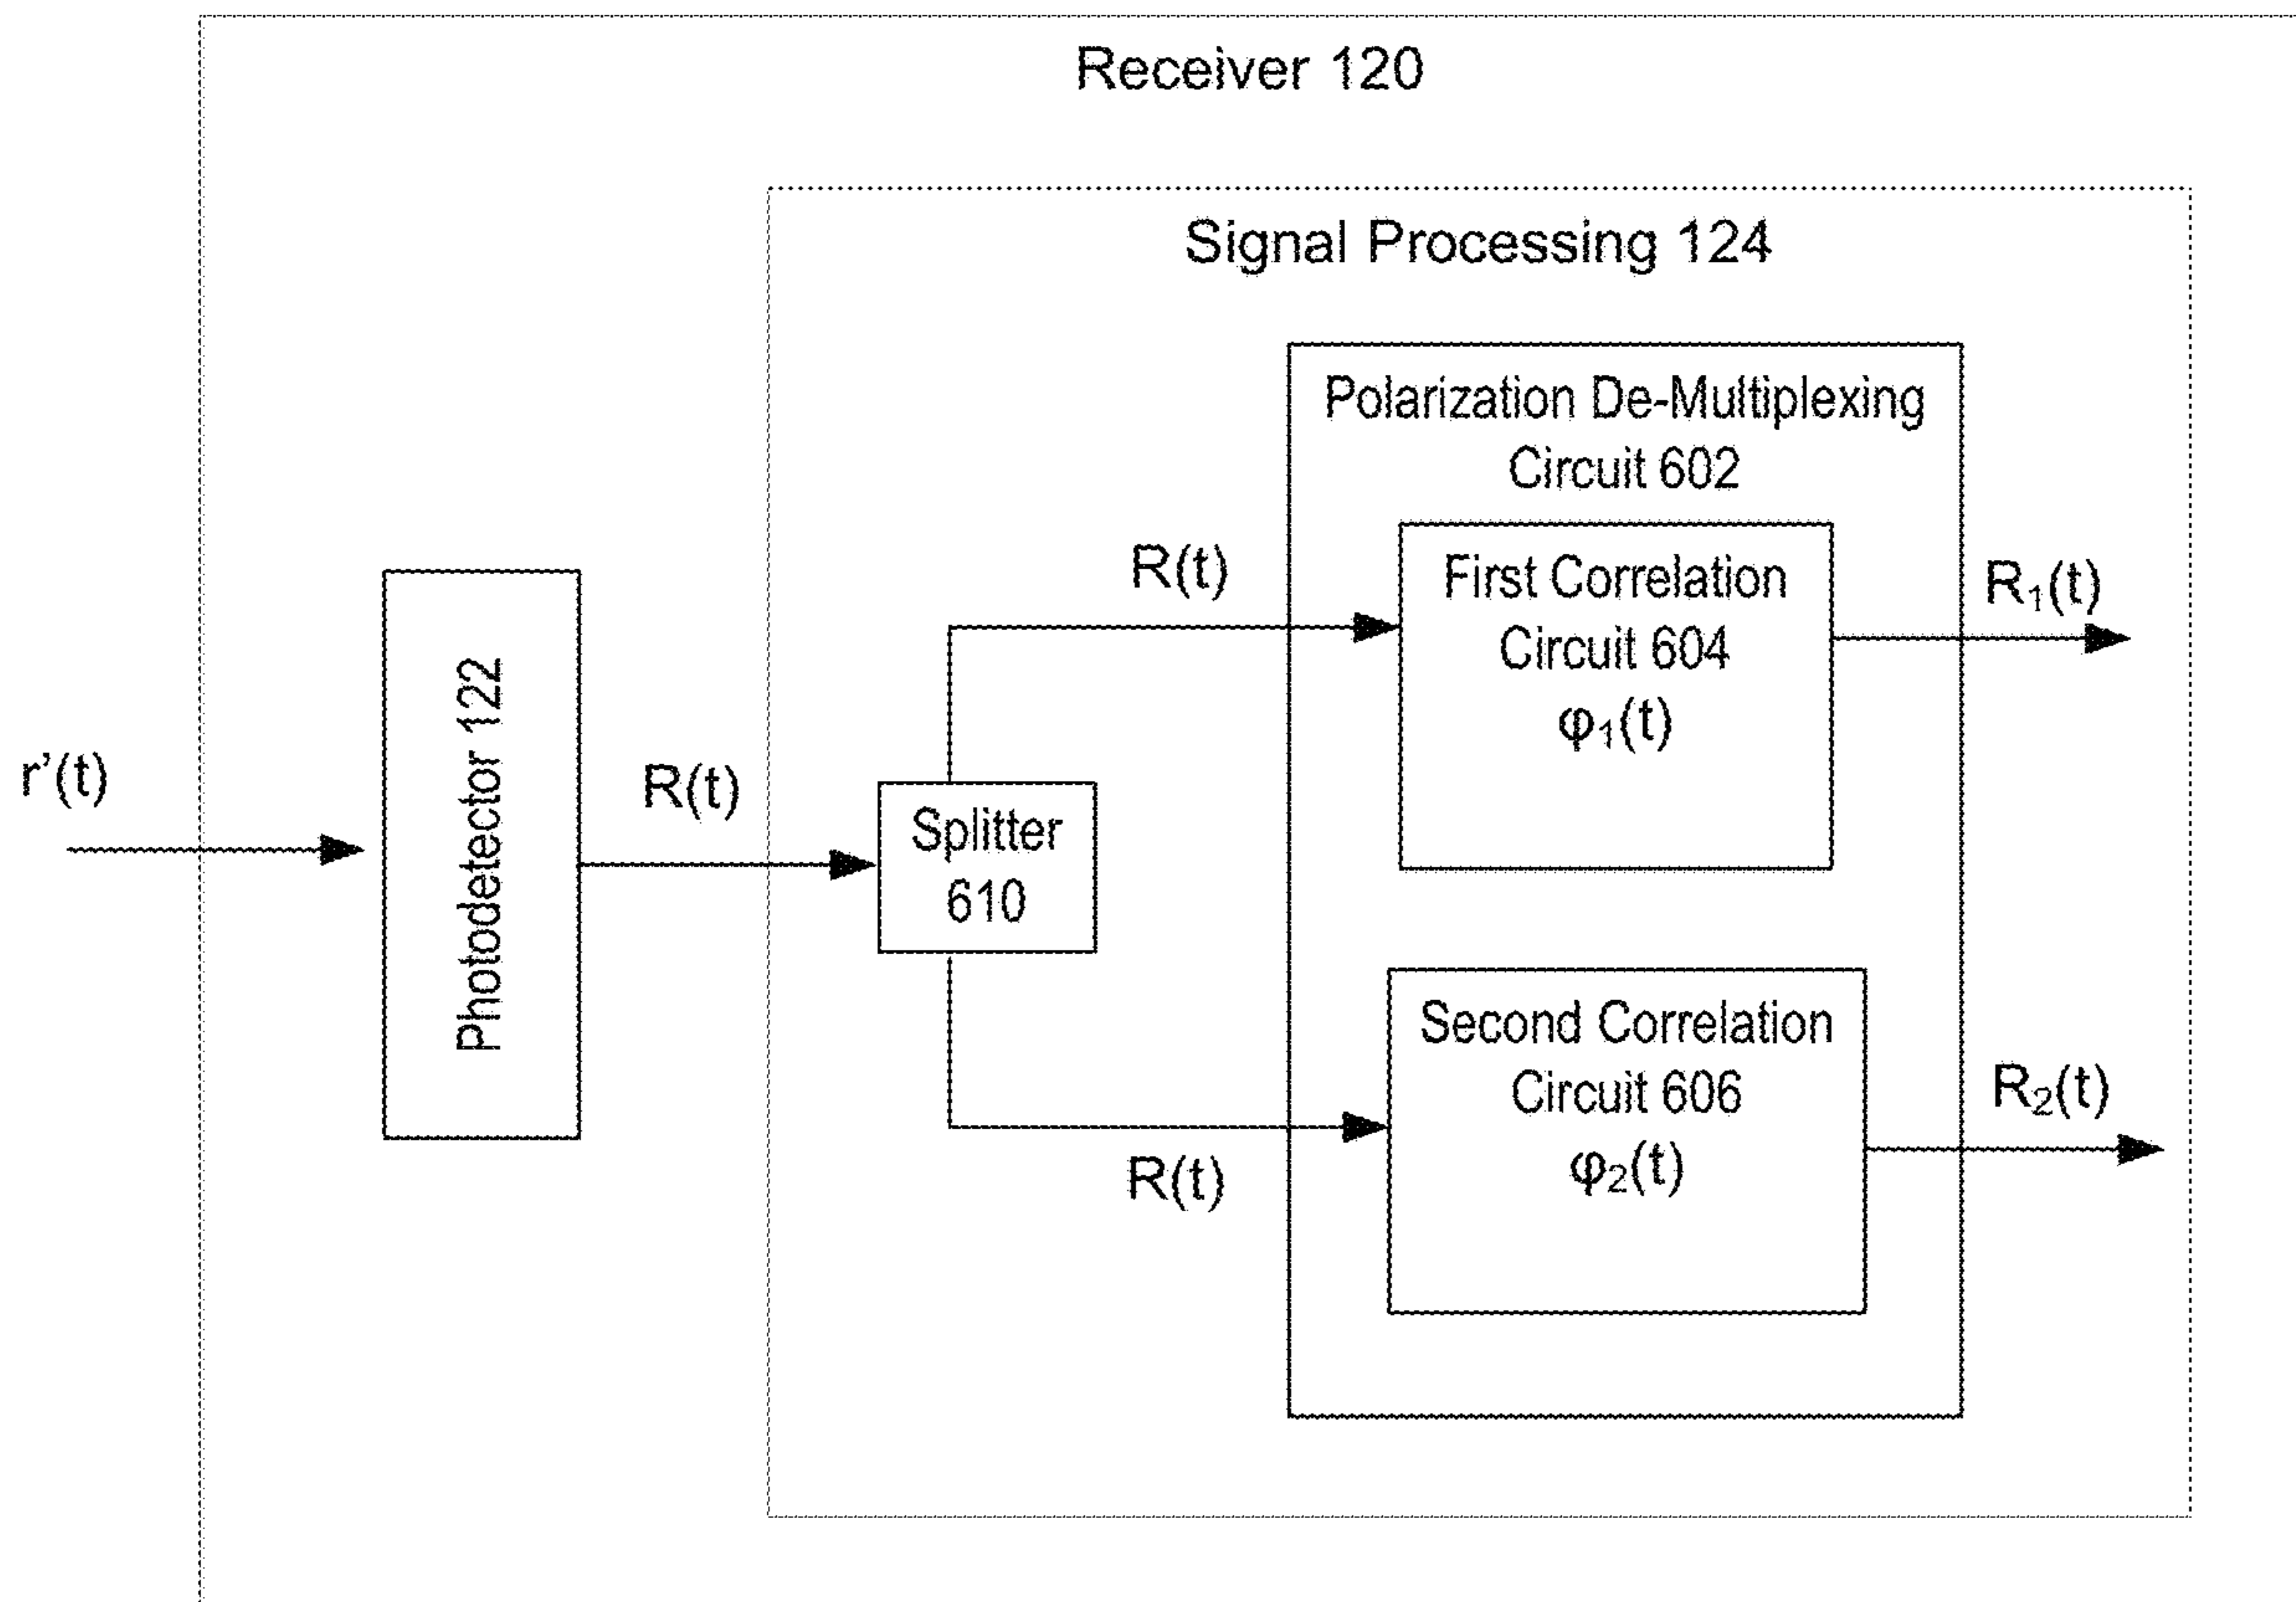 Receiver 120
Signal Processing 124
Polarization De-Multiplexing
Circuit 602
R(t)
First Correlation
Circuit 604
φ₁(t)
R₁(t)
r’(t)
Photodetector 122
R(t)
Splitter
610
Second Correlation
Circuit 606
φ₂(t)
R(t)
R₂(t)